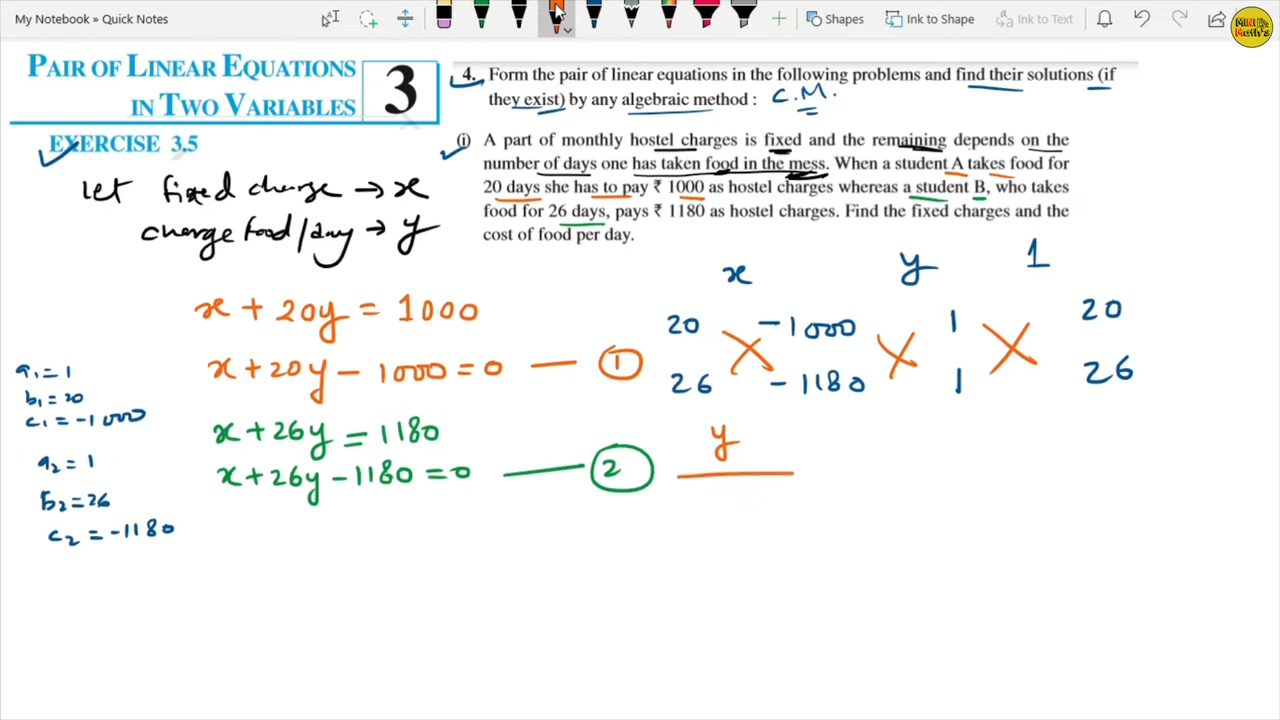 My Notebook » Quick Notes
Shapes
Ink to Shape
Ink to Text
PAIR OF LINEAR EQUATIONS
IN TWO VARIABLES
3
EXERCISE 3.5
4. Form the pair of linear equations in the following problems and find their solutions (if
they exist) by any algebraic method : C.M.
(i) A part of monthly hostel charges is fixed and the remaining depends on the
number of days one has taken food in the mess. When a student A takes food for
20 days she has to pay ₹ 1000 as hostel charges whereas a student B, who takes
food for 26 days, pays ₹ 1180 as hostel charges. Find the fixed charges and the
cost of food per day.
Let fixed charge → x
charge food/day → y
x + 20y = 1000
x + 20y - 1000 = 0 — 1
x + 26y = 1180
x + 26y - 1180 = 0 — 2
a1 = 1
b1 = 20
c1 = -1000
a2 = 1
b2 = 26
c2 = -1180
x y 1
20 -1000 1 20
26 -1180 1 26
y